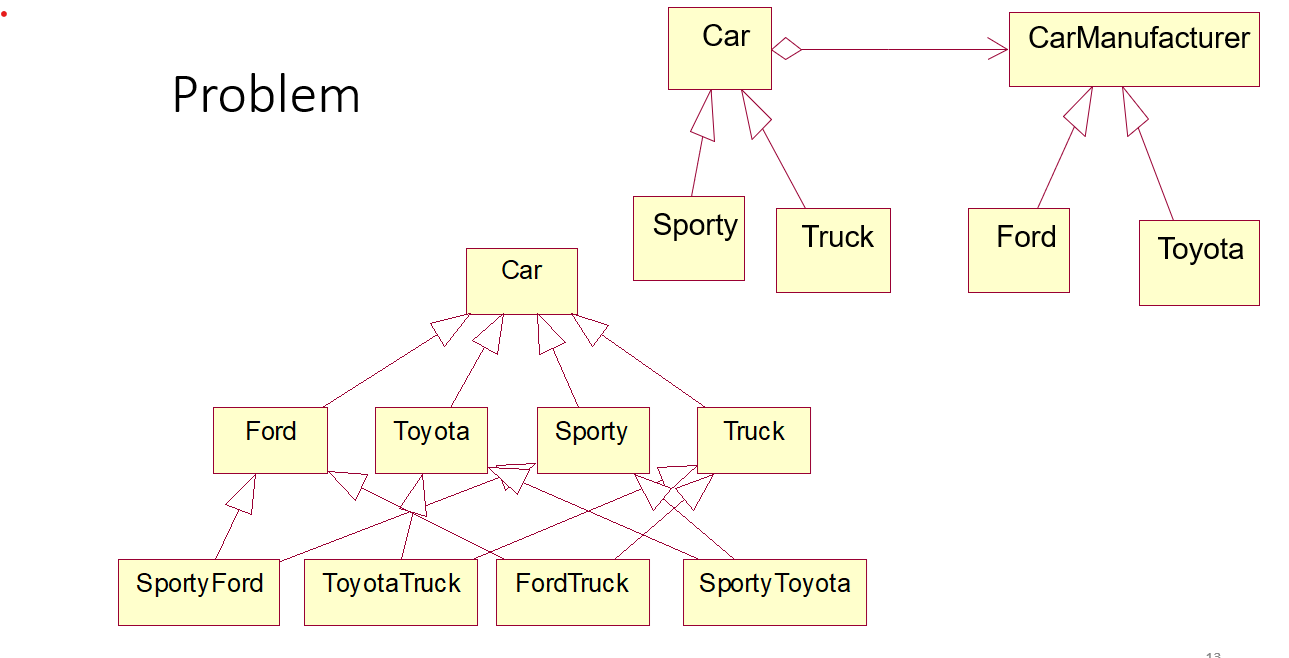 Problem
Car
CarManufacturer
Sporty
Truck
Ford
Toyota
Car
Ford
Toyota
Sporty
Truck
SportyFord
ToyotaTruck
FordTruck
SportyToyota
13